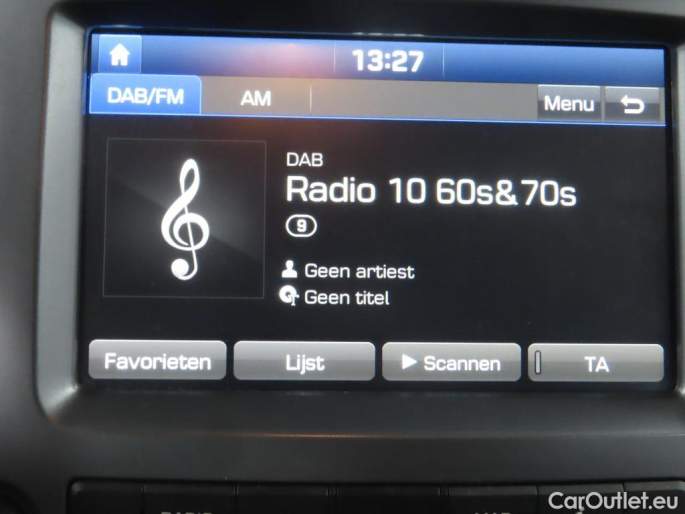 13:27
DAB/FM
AM
Menu
DAB
Radio 10 60s&70s
9
Geen artiest
Geen titel
Favorieten
Lijst
Scannen
TA
CarOutlet.eu